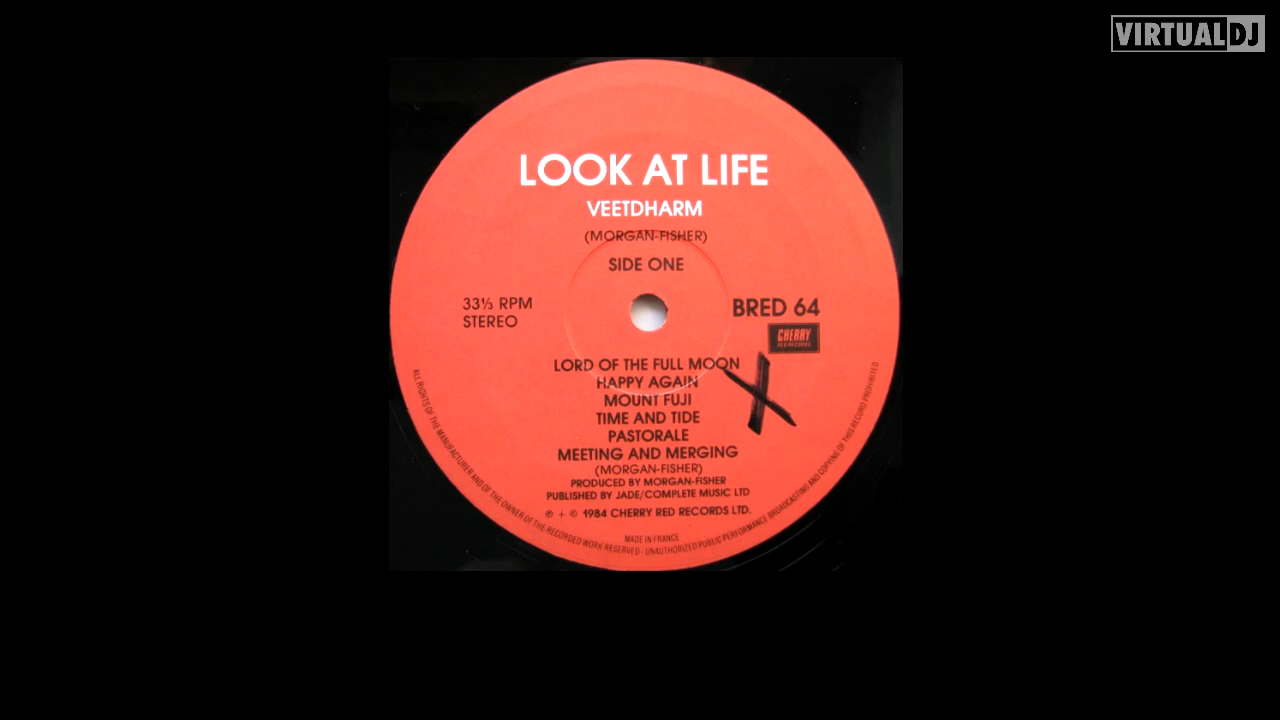 VIRTUALDJ
LOOK AT LIFE
VEETDHARM
(MORGAN-FISHER)
SIDE ONE
33⅓ RPM
STEREO
BRED 64
CHERRY
RED RECORDS
LORD OF THE FULL MOON
HAPPY AGAIN
MOUNT FUJI
TIME AND TIDE
PASTORALE
MEETING AND MERGING
(MORGAN-FISHER)
PRODUCED BY MORGAN-FISHER
PUBLISHED BY JADE/COMPLETE MUSIC LTD
℗ + © 1984 CHERRY RED RECORDS LTD.
MADE IN FRANCE
ALL RIGHTS OF THE MANUFACTURER AND OF THE OWNER OF THE RECORDED WORK RESERVED · UNAUTHORIZED PUBLIC PERFORMANCE BROADCASTING AND COPYING OF THIS RECORD PROHIBITED